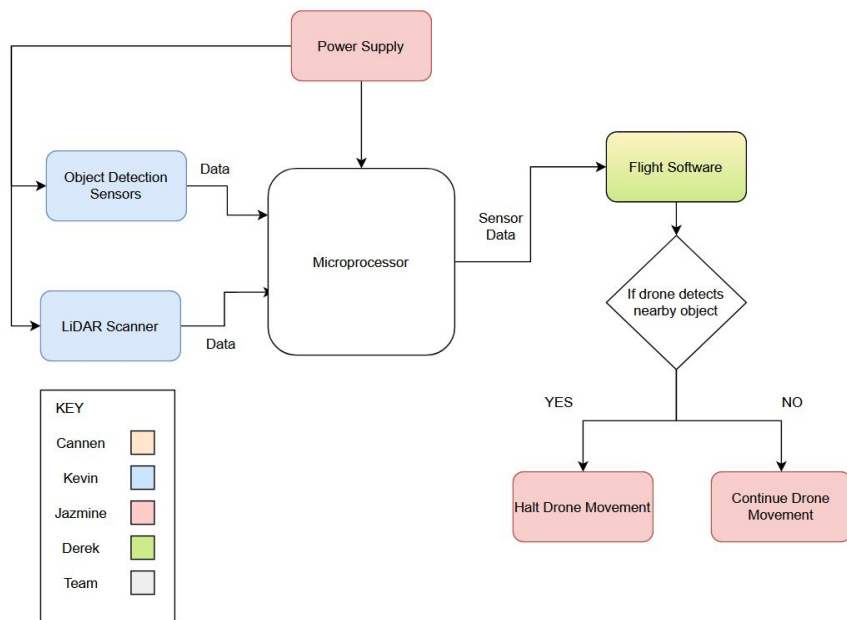 Power Supply
Object Detection
Sensors
Data
Microprocessor
Sensor
Data
Flight Software
If drone detects
nearby object
LiDAR Scanner
Data
YES
NO
Halt Drone Movement
Continue Drone
Movement
KEY
Cannen
Kevin
Jazmine
Derek
Team